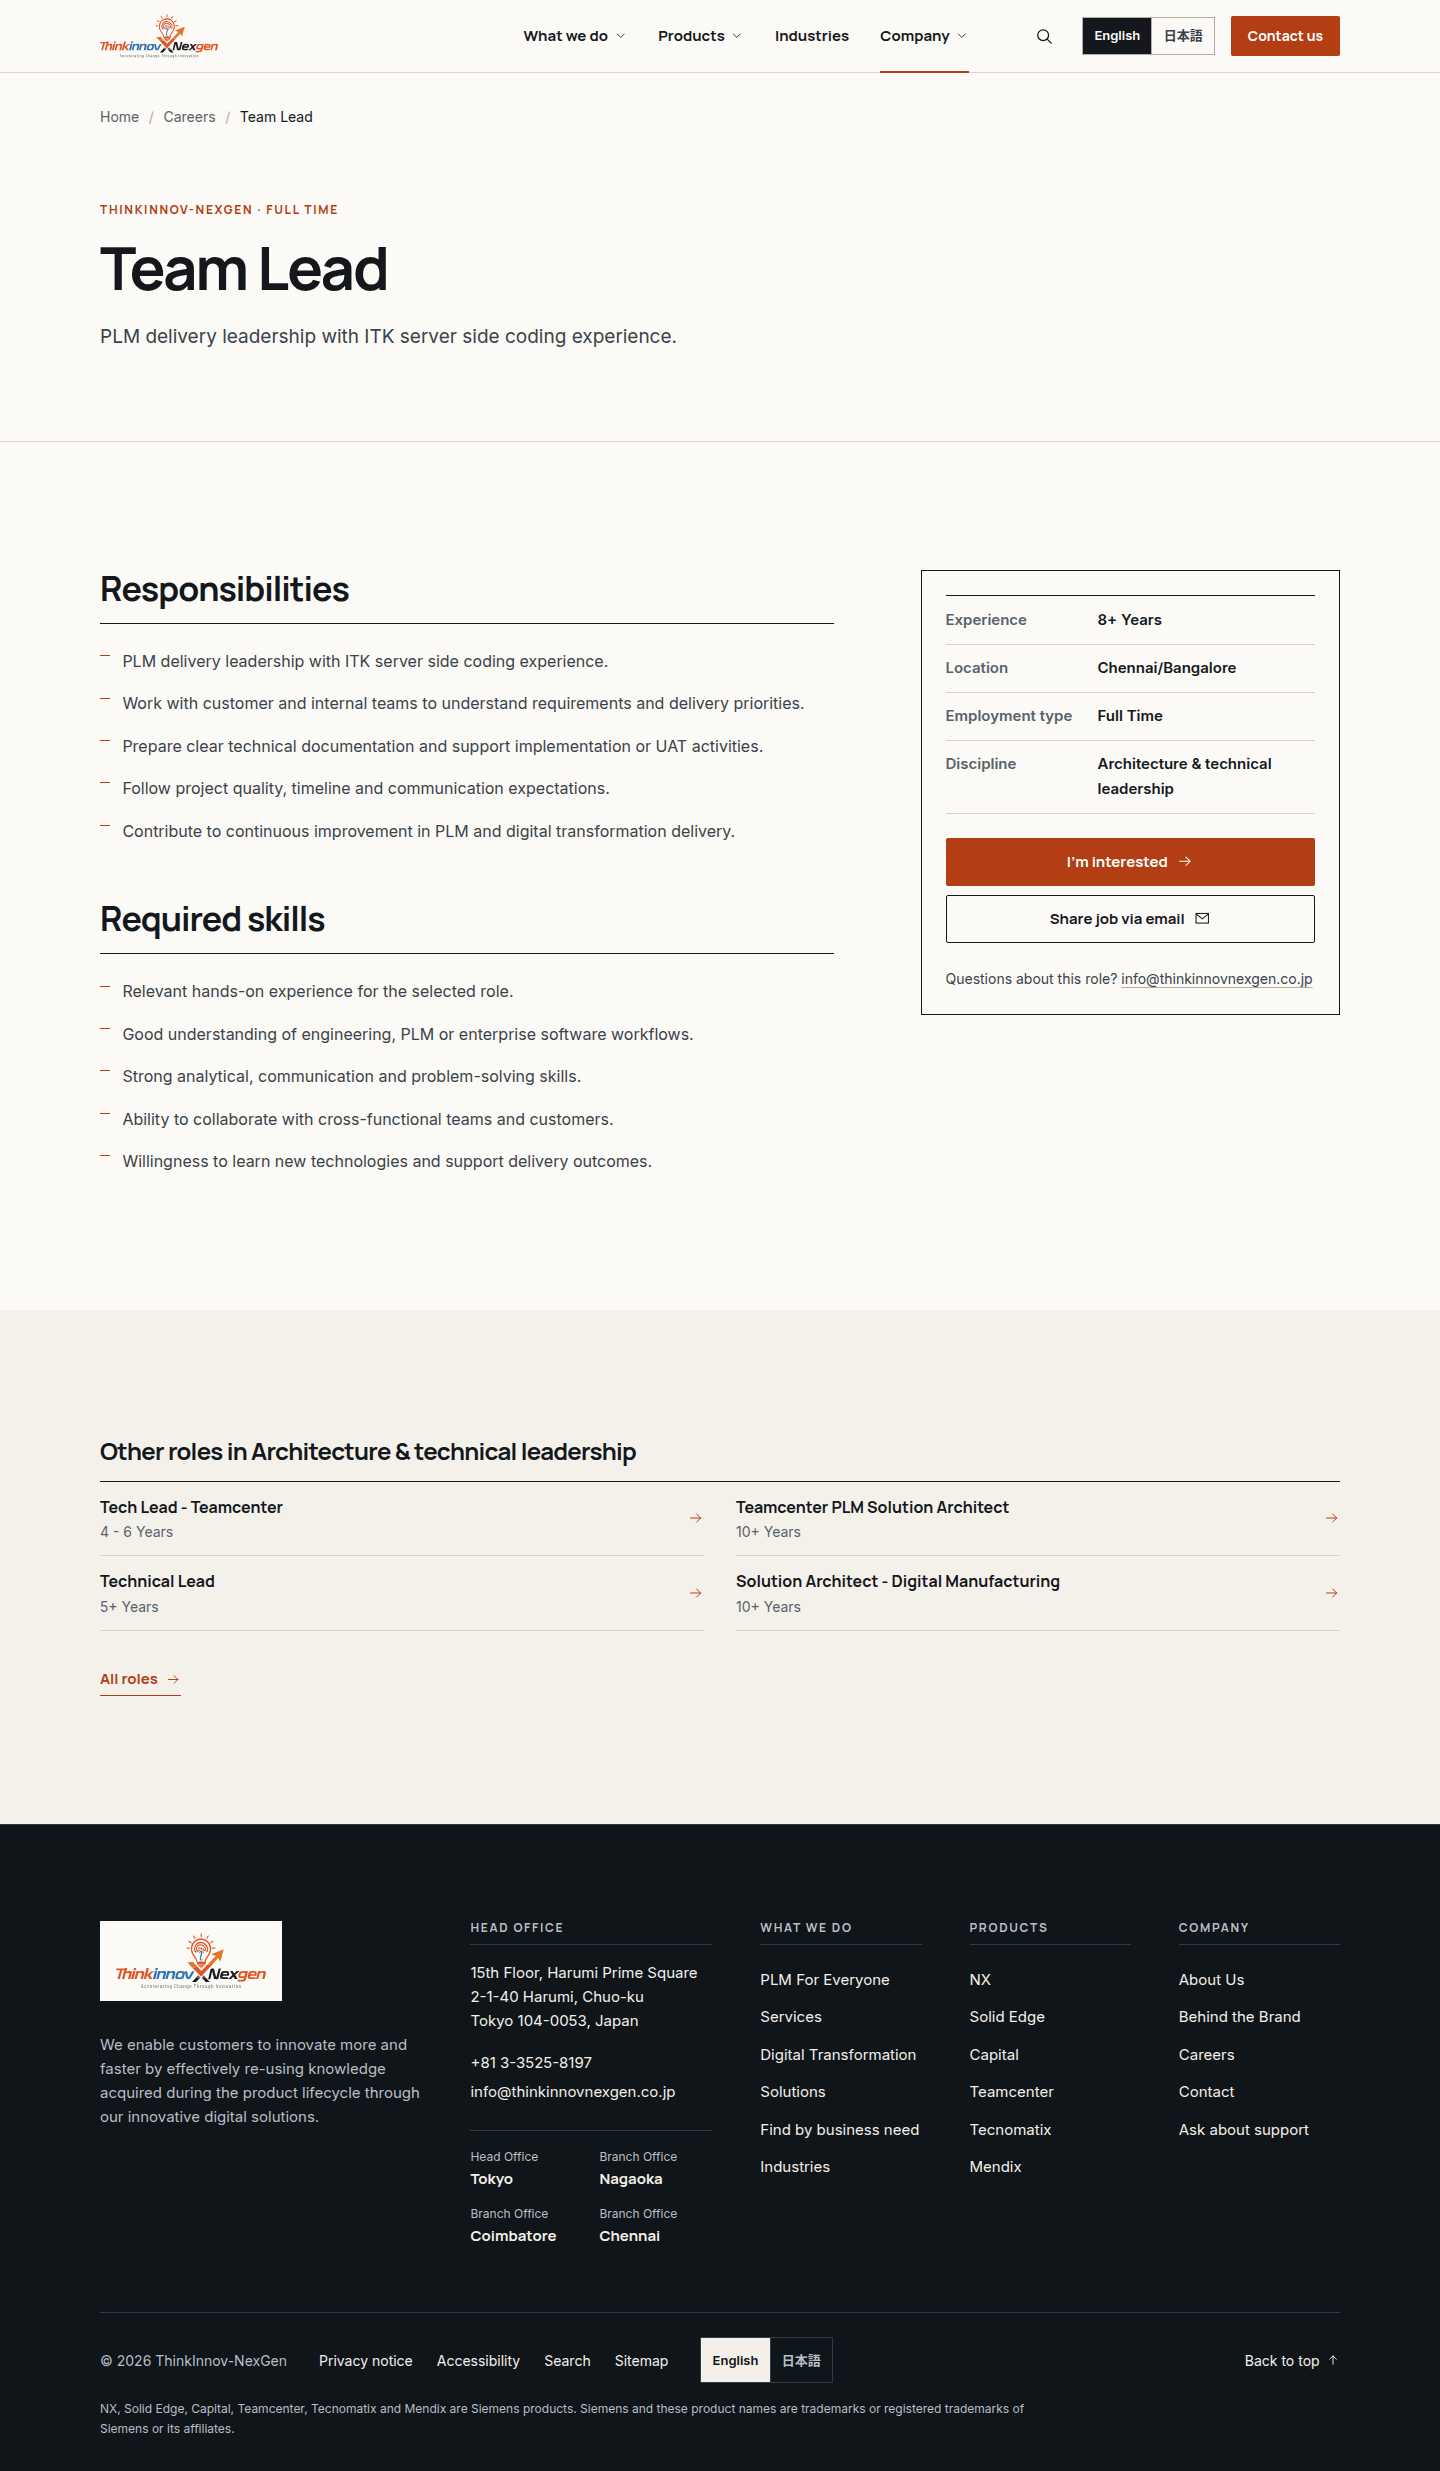 ThinkinnovXNexgen
Accelerating Change Through Innovation
What we do
Products
Industries
Company
English
日本語
Contact us
Home / Careers / Team Lead
THINKINNOV-NEXGEN · FULL TIME
Team Lead
PLM delivery leadership with ITK server side coding experience.
Responsibilities
PLM delivery leadership with ITK server side coding experience.
Work with customer and internal teams to understand requirements and delivery priorities.
Prepare clear technical documentation and support implementation or UAT activities.
Follow project quality, timeline and communication expectations.
Contribute to continuous improvement in PLM and digital transformation delivery.
Required skills
Relevant hands-on experience for the selected role.
Good understanding of engineering, PLM or enterprise software workflows.
Strong analytical, communication and problem-solving skills.
Ability to collaborate with cross-functional teams and customers.
Willingness to learn new technologies and support delivery outcomes.
Experience 8+ Years
Location Chennai/Bangalore
Employment type Full Time
Discipline Architecture & technical
leadership
I'm interested →
Share job via email
Questions about this role? info@thinkinnovnexgen.co.jp
Other roles in Architecture & technical leadership
Tech Lead - Teamcenter
4 - 6 Years
→
Teamcenter PLM Solution Architect
10+ Years
→
Technical Lead
5+ Years
→
Solution Architect - Digital Manufacturing
10+ Years
→
All roles →
ThinkinnovXNexgen
Accelerating Change Through Innovation
We enable customers to innovate more and
faster by effectively re-using knowledge
acquired during the product lifecycle through
our innovative digital solutions.
HEAD OFFICE
15th Floor, Harumi Prime Square
2-1-40 Harumi, Chuo-ku
Tokyo 104-0053, Japan
+81 3-3525-8197
info@thinkinnovnexgen.co.jp
Head Office
Tokyo
Branch Office
Nagaoka
Branch Office
Coimbatore
Branch Office
Chennai
WHAT WE DO
PLM For Everyone
Services
Digital Transformation
Solutions
Find by business need
Industries
PRODUCTS
NX
Solid Edge
Capital
Teamcenter
Tecnomatix
Mendix
COMPANY
About Us
Behind the Brand
Careers
Contact
Ask about support
© 2026 ThinkInnov-NexGen
Privacy notice
Accessibility
Search
Sitemap
English
日本語
Back to top ↑
NX, Solid Edge, Capital, Teamcenter, Tecnomatix and Mendix are Siemens products. Siemens and these product names are trademarks or registered trademarks of
Siemens or its affiliates.